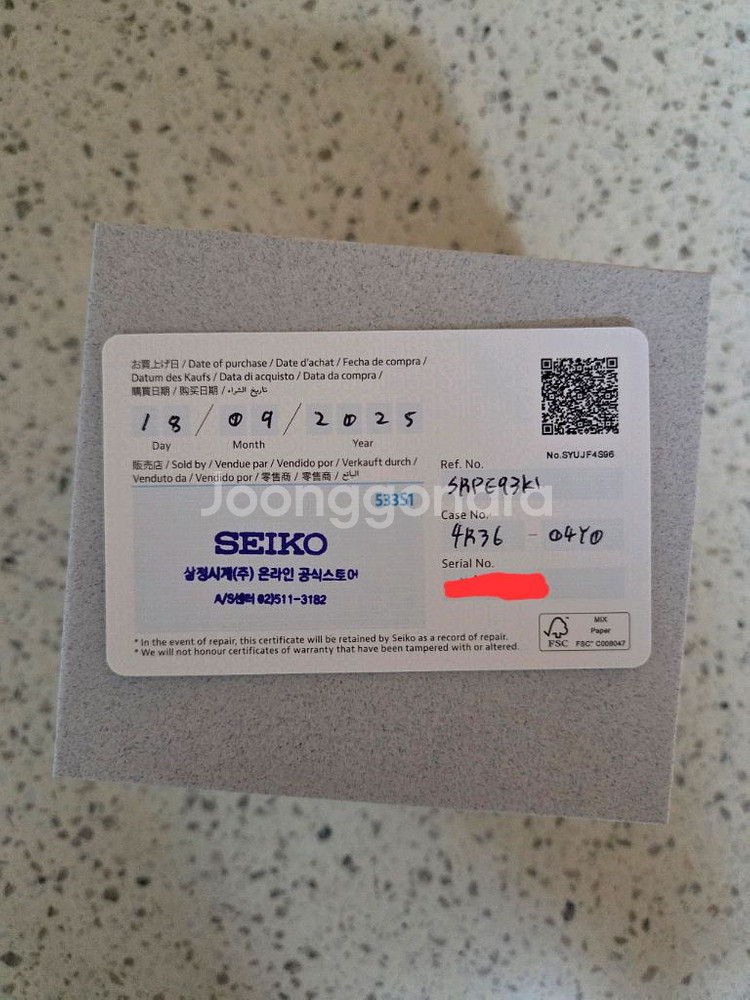 お買上げ日 / Date of purchase / Date d'achat / Fecha de compra /
Datum des Kaufs / Data di acquisto / Data da compra /
購買日期 / 购买日期 / تاريخ الشراء
18 / 09 / 2025
Day Month Year
販売店 / Sold by / Vendue par / Vendido por / Verkauft durch /
Venduto da / Vendido por / 零售商 / 零售商 / البائع
53351
SEIKO
삼정시계(주) 온라인 공식스토어
A/S센터 02)511-3182
No.SYUJF4S96
Ref. No.
SRPE93K1
Case No.
4R36 - 04Y0
Serial No.
* In the event of repair, this certificate will be retained by Seiko as a record of repair.
* We will not honour certificates of warranty that have been tampered with or altered.
FSC
MIX
Paper
FSC® C008047
Joonggonara